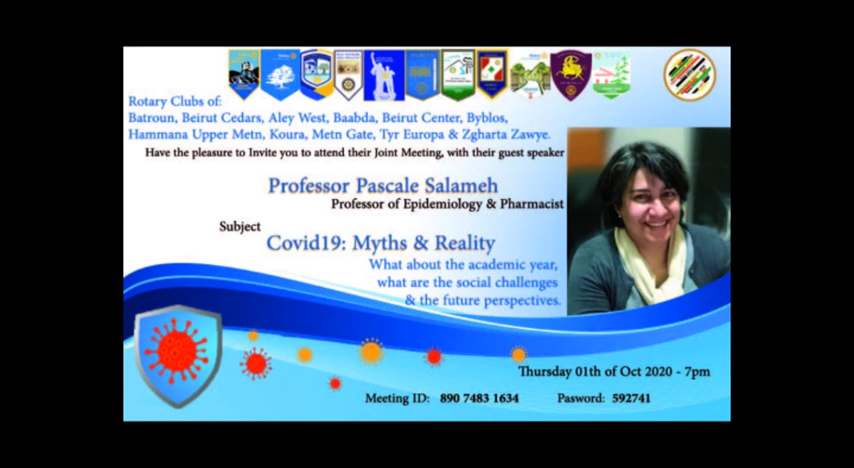 Rotary Clubs of:
Batroun, Beirut Cedars, Aley West, Baabda, Beirut Center, Byblos,
Hammana Upper Metn, Koura, Metn Gate, Tyr Europa & Zgharta Zawye.
Have the pleasure to Invite you to attend their Joint Meeting, with their guest speaker
Professor Pascale Salameh
Professor of Epidemiology & Pharmacist
Subject
Covid19: Myths & Reality
What about the academic year,
what are the social challenges
& the future perspectives.
Thursday 01th of Oct 2020 - 7pm
Meeting ID: 890 7483 1634 Pasword: 592741